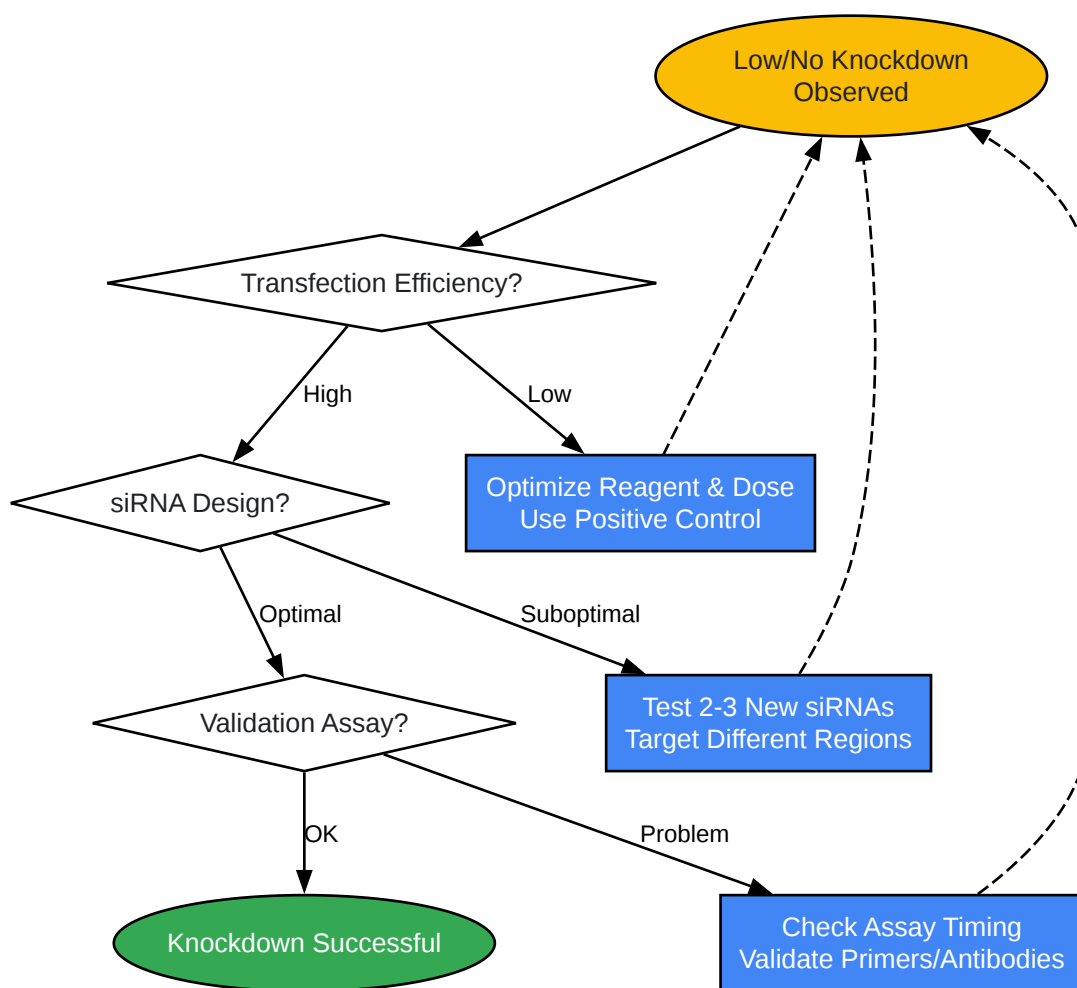 Low/No Knockdown
Observed
Transfection Efficiency?
High
Low
siRNA Design?
Optimize Reagent & Dose
Use Positive Control
Optimal
Suboptimal
Validation Assay?
Test 2-3 New siRNAs
Target Different Regions
OK
Problem
Knockdown Successful
Check Assay Timing
Validate Primers/Antibodies